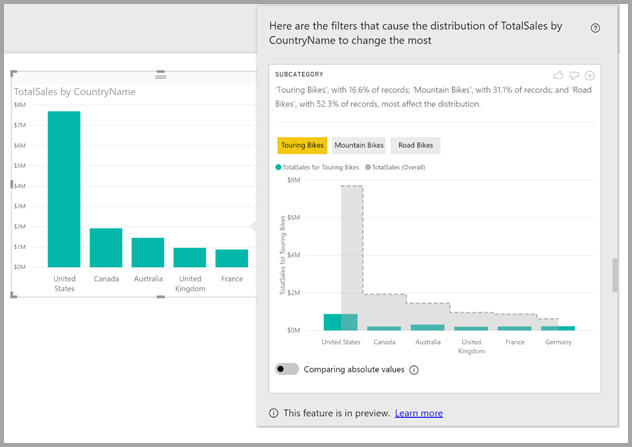 Here are the filters that cause the distribution of TotalSales by
CountryName to change the most
TotalSales by CountryName
$8M
$7M
$6M
$5M
$4M
$3M
$2M
$1M
$0M
United States
Canada
Australia
United Kingdom
France
SUBCATEGORY
'Touring Bikes', with 16.6% of records; 'Mountain Bikes', with 31.1% of records; and 'Road
Bikes', with 52.3% of records, most affect the distribution.
Touring Bikes Mountain Bikes Road Bikes
TotalSales for Touring Bikes TotalSales (Overall)
TotalSales for Touring Bikes
$8M
$6M
$4M
$2M
$0M
United States
Canada
Australia
United Kingdom
France
Germany
Comparing absolute values
This feature is in preview. Learn more